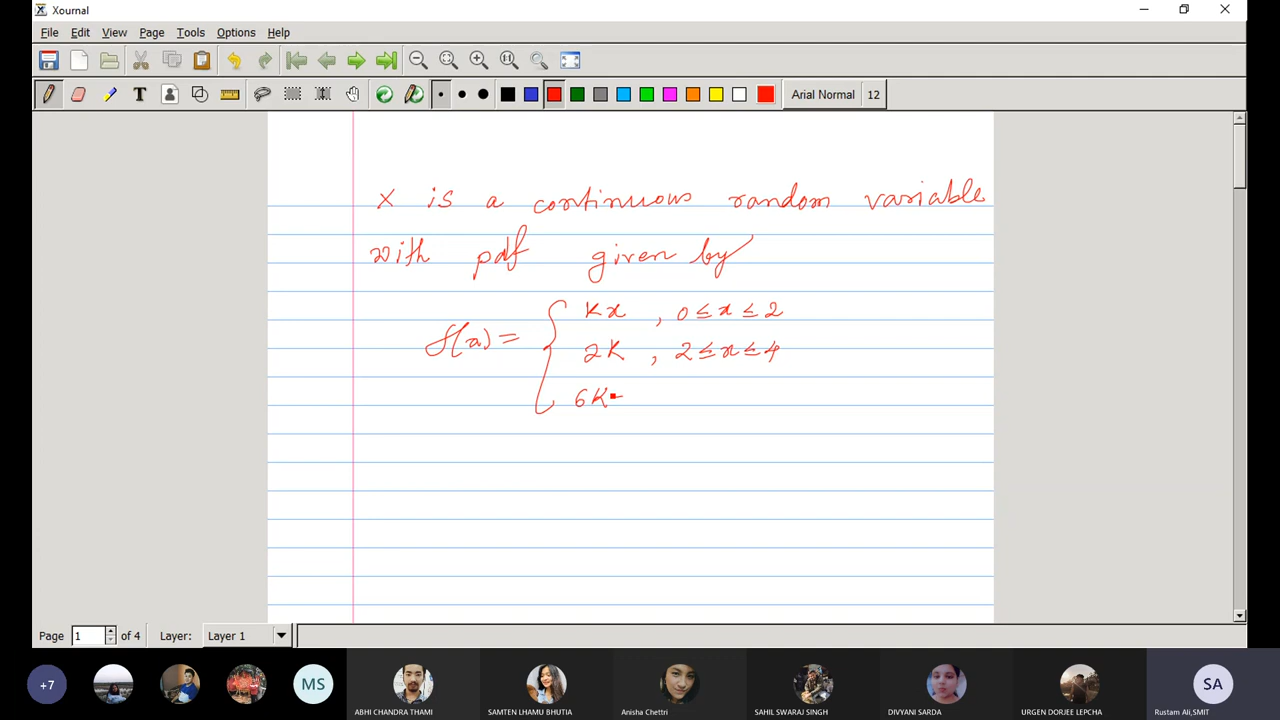 Xournal
File Edit View Page Tools Options Help
Arial Normal 12
X is a continuous random variable
with pdf given by
f(x) = { Kx , 0 ≤ x ≤ 2
2K , 2 ≤ x ≤ 4
6K-
Page 1 of 4 Layer: Layer 1
+7 MS ABHI CHANDRA THAMI SAMTEN LHAMU BHUTIA Anisha Chettri SAHIL SWARAJ SINGH DIVYANI SARDA URGEN DORJEE LEPCHA SA Rustam Ali,SMIT